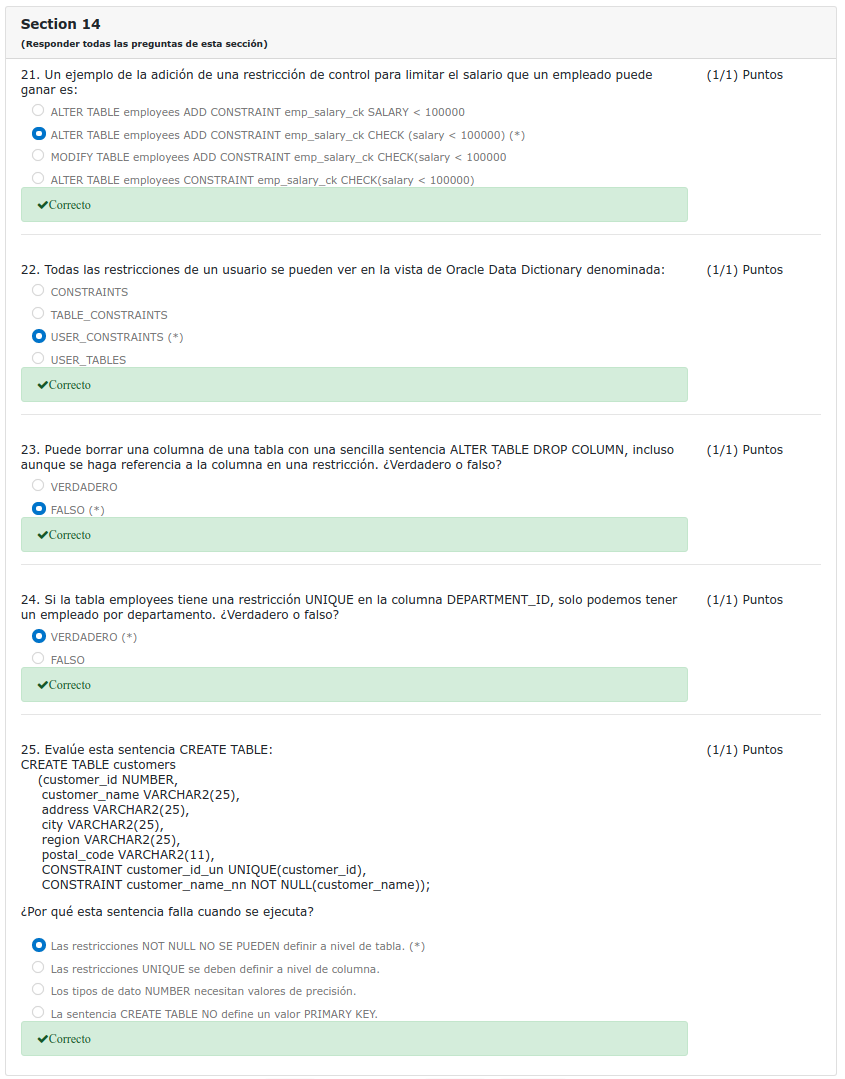 Section 14
(Responder todas las preguntas de esta sección)
21. Un ejemplo de la adición de una restricción de control para limitar el salario que un empleado puede
ganar es:
(1/1) Puntos
ALTER TABLE employees ADD CONSTRAINT emp_salary_ck SALARY < 100000
ALTER TABLE employees ADD CONSTRAINT emp_salary_ck CHECK (salary < 100000) (*)
MODIFY TABLE employees ADD CONSTRAINT emp_salary_ck CHECK(salary < 100000
ALTER TABLE employees CONSTRAINT emp_salary_ck CHECK(salary < 100000)
✔Correcto
22. Todas las restricciones de un usuario se pueden ver en la vista de Oracle Data Dictionary denominada:
(1/1) Puntos
CONSTRAINTS
TABLE_CONSTRAINTS
USER_CONSTRAINTS (*)
USER_TABLES
✔Correcto
23. Puede borrar una columna de una tabla con una sencilla sentencia ALTER TABLE DROP COLUMN, incluso
aunque se haga referencia a la columna en una restricción. ¿Verdadero o falso?
(1/1) Puntos
VERDADERO
FALSO (*)
✔Correcto
24. Si la tabla employees tiene una restricción UNIQUE en la columna DEPARTMENT_ID, solo podemos tener
un empleado por departamento. ¿Verdadero o falso?
(1/1) Puntos
VERDADERO (*)
FALSO
✔Correcto
25. Evalúe esta sentencia CREATE TABLE:
(1/1) Puntos
CREATE TABLE customers
(customer_id NUMBER,
customer_name VARCHAR2(25),
address VARCHAR2(25),
city VARCHAR2(25),
region VARCHAR2(25),
postal_code VARCHAR2(11),
CONSTRAINT customer_id_un UNIQUE(customer_id),
CONSTRAINT customer_name_nn NOT NULL(customer_name));
¿Por qué esta sentencia falla cuando se ejecuta?
Las restricciones NOT NULL NO SE PUEDEN definir a nivel de tabla. (*)
Las restricciones UNIQUE se deben definir a nivel de columna.
Los tipos de dato NUMBER necesitan valores de precisión.
La sentencia CREATE TABLE NO define un valor PRIMARY KEY.
✔Correcto